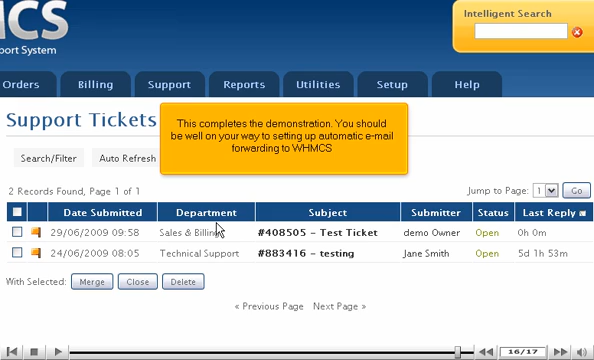 MCS
port System
Intelligent Search
Orders
Billing
Support
Reports
Utilities
Setup
Help
Support Tickets
This completes the demonstration. You should
be well on your way to setting up automatic e-mail
forwarding to WHMCS
Search/Filter
Auto Refresh
2 Records Found, Page 1 of 1
Jump to Page: 1 Go
Date Submitted Department Subject Submitter Status Last Reply
29/06/2009 09:58 Sales & Billing #408505 - Test Ticket demo Owner Open 0h 0m
24/06/2009 08:05 Technical Support #883416 - testing Jane Smith Open 5d 1h 53m
With Selected: Merge Close Delete
« Previous Page Next Page »
16/17